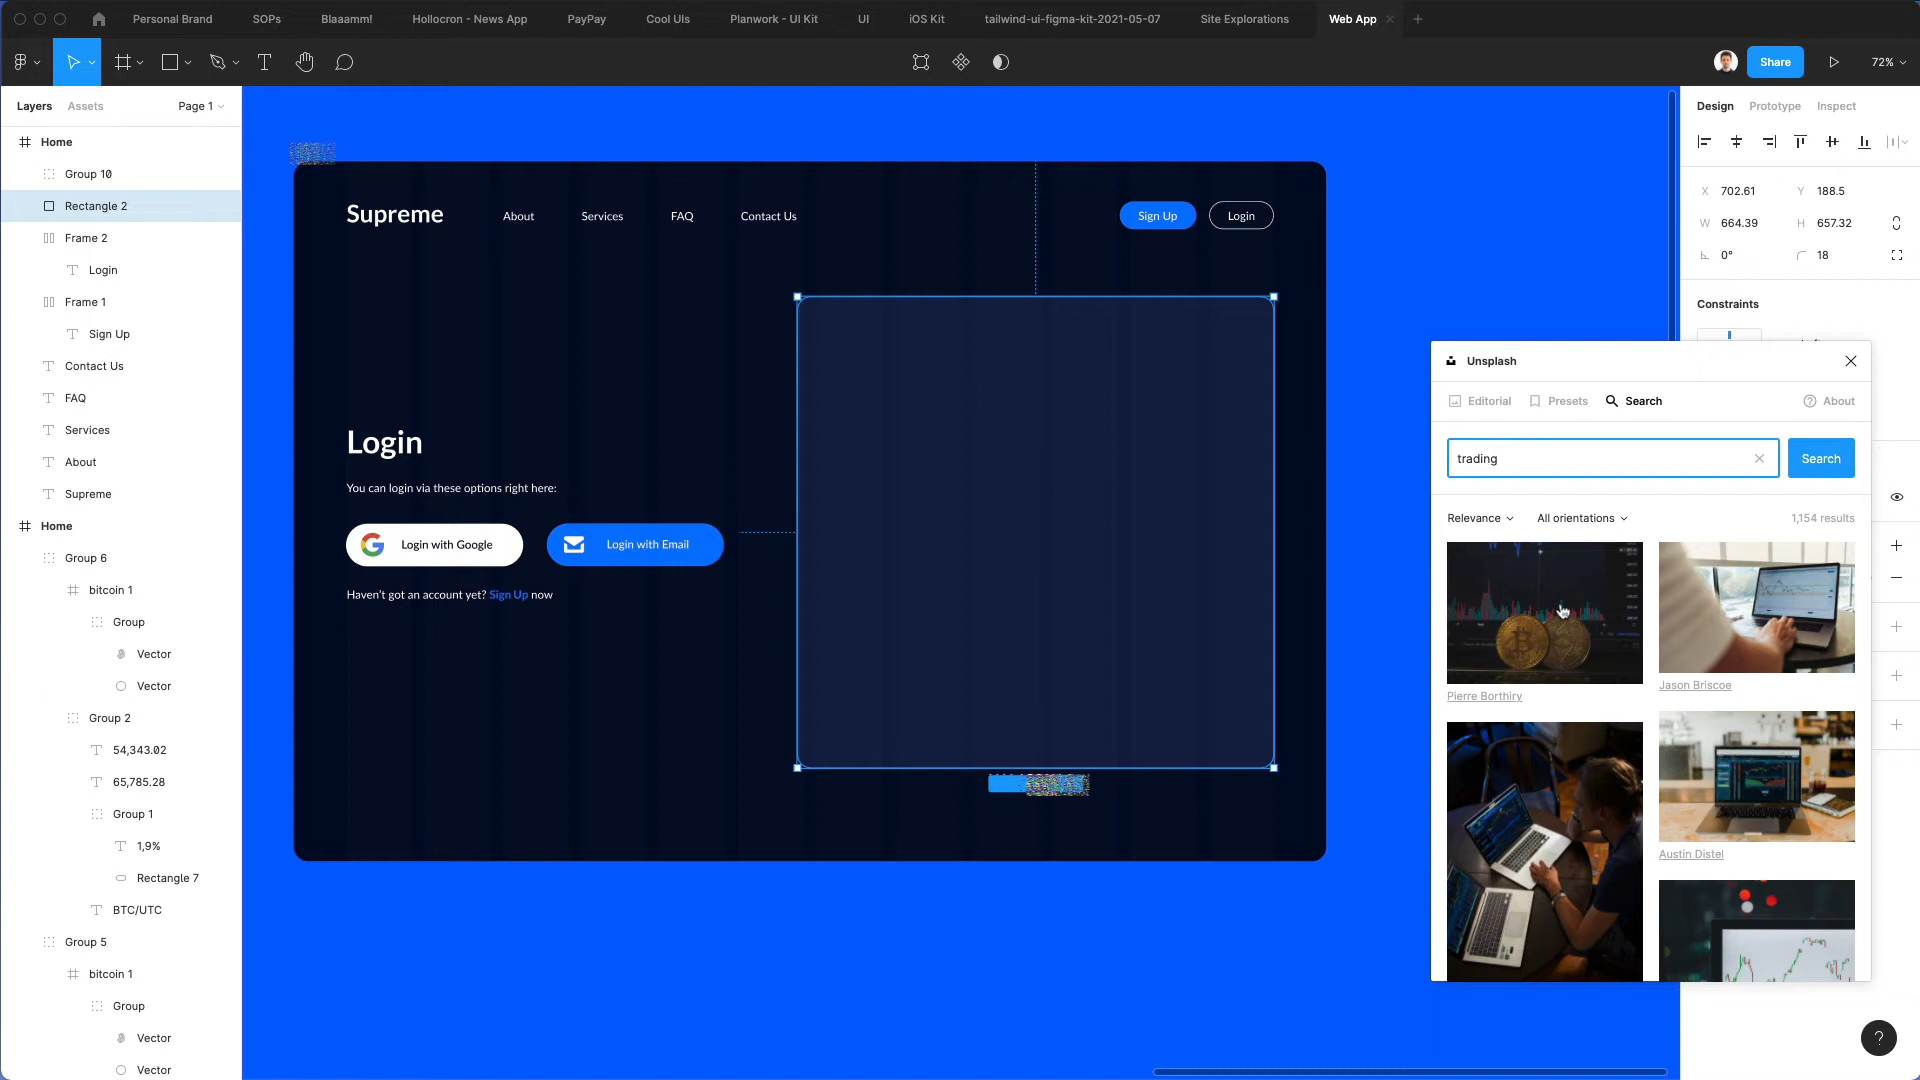 Personal Brand
SOPs
Blaaamm!
Hollocron - News App
PayPay
Cool UIs
Planwork - UI Kit
UI
iOS Kit
tailwind-ui-figma-kit-2021-05-07
Site Explorations
Web App
Share
72%
Layers
Assets
Page 1
Home
Group 10
Rectangle 2
Frame 2
Login
Frame 1
Sign Up
Contact Us
FAQ
Services
About
Supreme
Home
Group 6
bitcoin 1
Group
Vector
Vector
Group 2
54,343.02
65,785.28
Group 1
1,9%
Rectangle 7
BTC/UTC
Group 5
bitcoin 1
Group
Vector
Vector
Supreme
About
Services
FAQ
Contact Us
Sign Up
Login
Login
You can login via these options right here:
Login with Google
Login with Email
Haven't got an account yet? Sign Up now
Design
Prototype
Inspect
X 702.61
Y 188.5
W 664.39
H 657.32
0°
18
Constraints
Unsplash
Editorial
Presets
Search
About
trading
Search
Relevance
All orientations
1,154 results
Pierre Borthiry
Jason Briscoe
Austin Distel
?